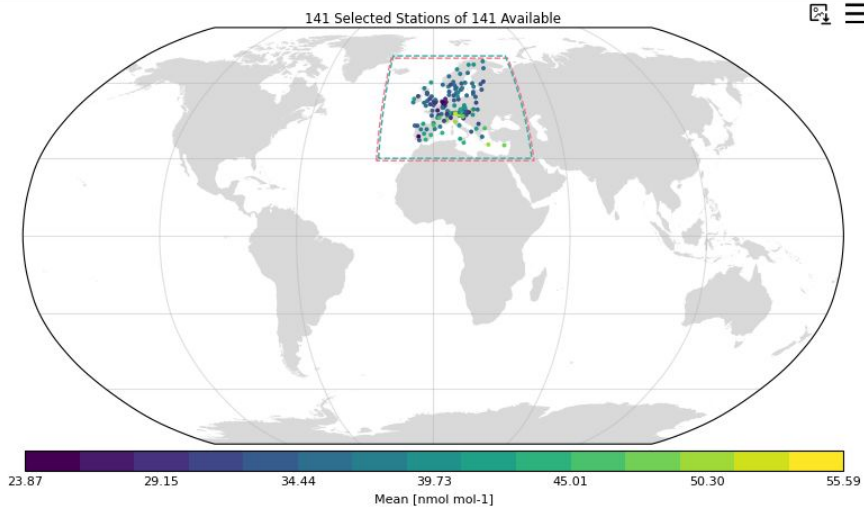 141 Selected Stations of 141 Available
23.87 29.15 34.44 39.73 45.01 50.30 55.59
Mean [nmol mol-1]